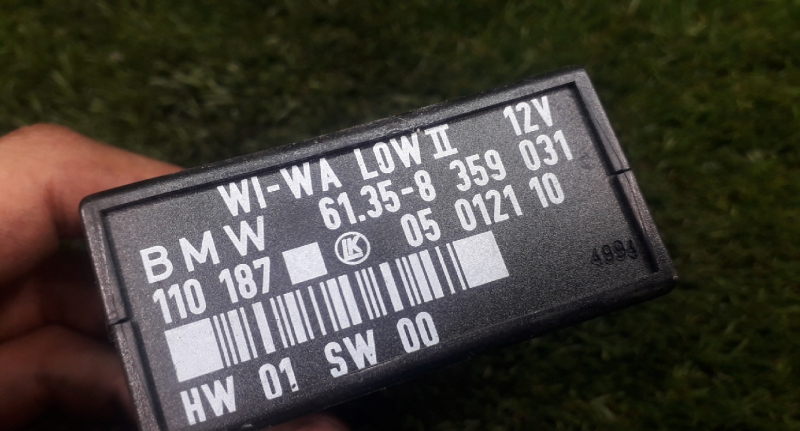 WI-WA LOW II 12V
BMW 61.35-8 359 031
110 187 LK 05 0121 10
HW 01 SW 00
4994